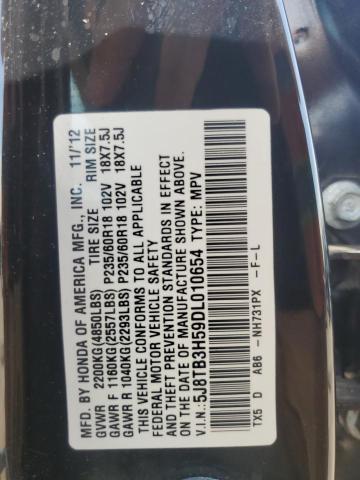 MFD. BY HONDA OF AMERICA MFG., INC. 11/'12
GVWR 2200KG(4850LBS) TIRE SIZE RIM SIZE
GAWR F 1160KG(2557LBS) P235/60R18 102V 18X7.5J
GAWR R 1040KG(2293LBS) P235/60R18 102V 18X7.5J
THIS VEHICLE CONFORMS TO ALL APPLICABLE
FEDERAL MOTOR VEHICLE SAFETY, BUMPER, AND
THEFT PREVENTION STANDARDS IN EFFECT
ON THE DATE OF MANUFACTURE SHOWN ABOVE.
V.I.N.: 5J8TB3H59DL010654 TYPE: MPV
TX5 D AB6 -NH731PX -F-L